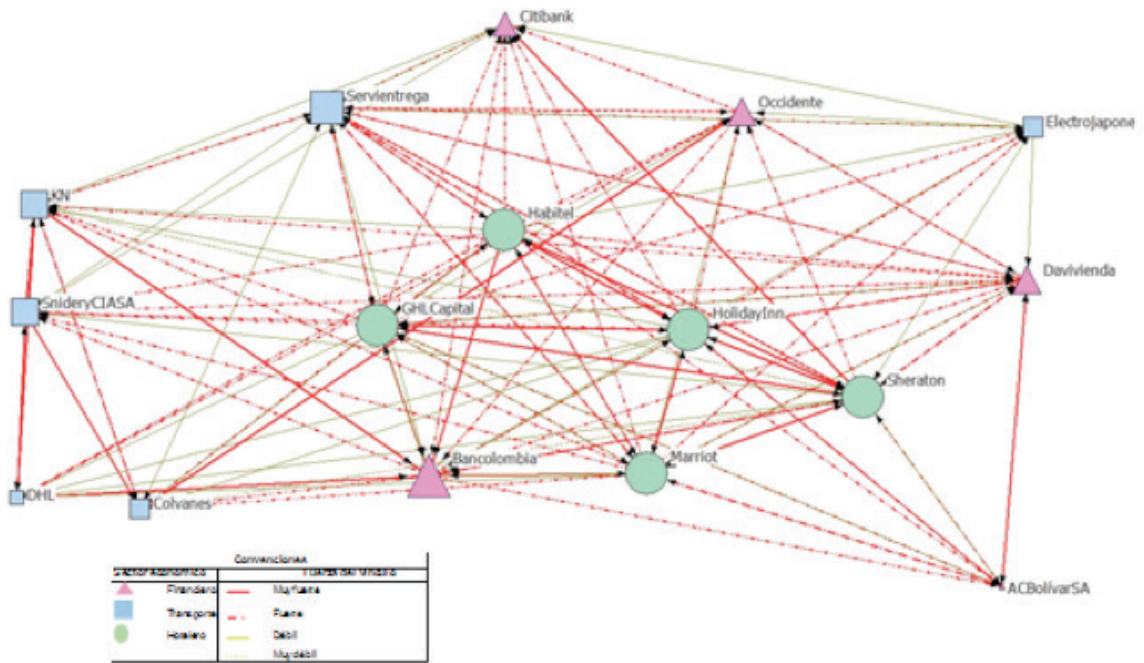 Citibank
Servientrega
Occidente
ElectroJapone
KN
Habitel
Davivienda
SnideryCIASA
GHLCapital
HolidayInn
Sheraton
Bancolombia
Marriot
DHL
Colvanes
ACBolívarSA
Convenciones
Financiero
Muy fuerte
Transporte
Fuerte
Hotelero
Débil
Muy débil